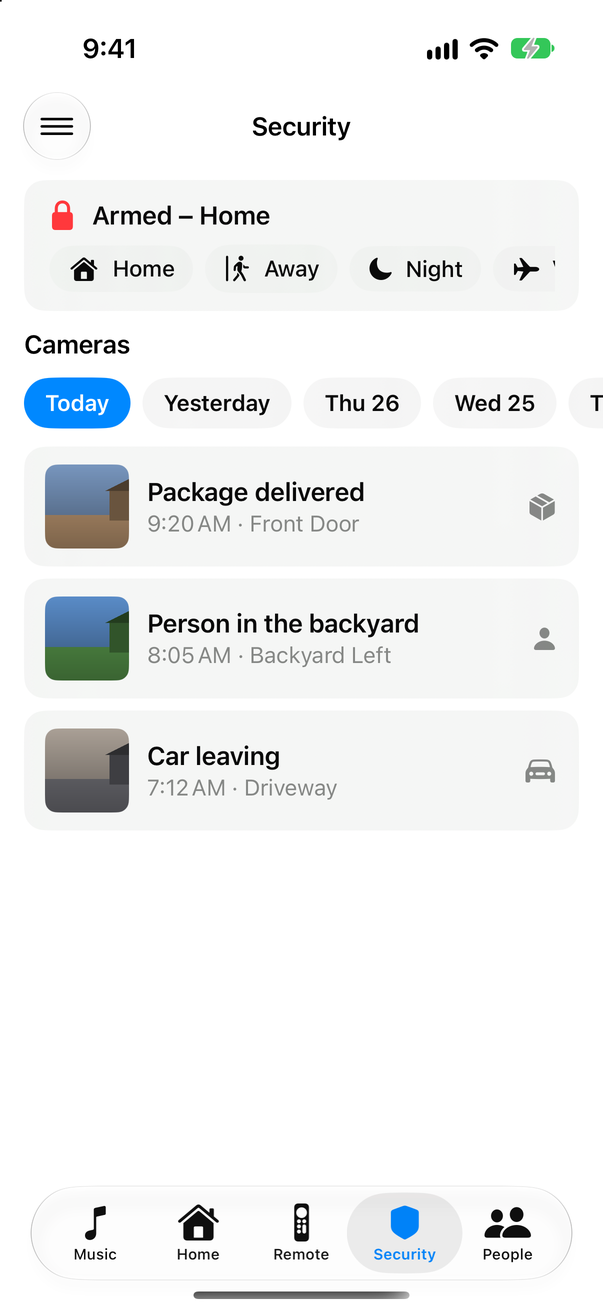 9:41
Security
Armed – Home
Home Away Night
Cameras
Today Yesterday Thu 26 Wed 25
Package delivered
9:20 AM · Front Door
Person in the backyard
8:05 AM · Backyard Left
Car leaving
7:12 AM · Driveway
Music Home Remote Security People